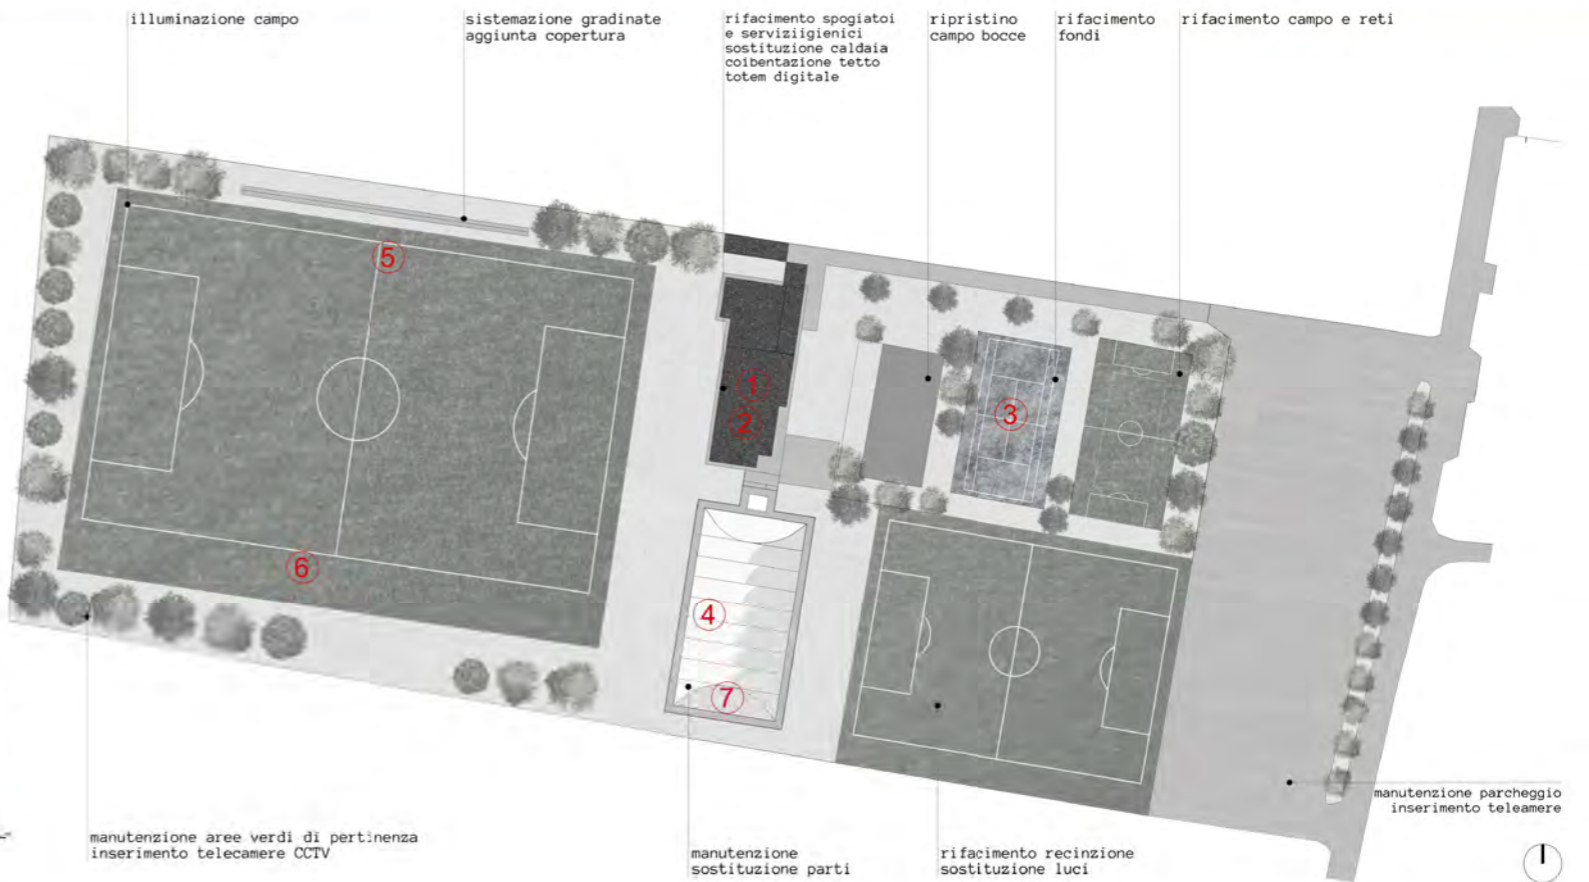 illuminazione campo
sistemazione gradinate
aggiunta copertura
rifacimento spogiatoi
e serviziigienici
sostituzione caldaia
coibentazione tetto
totem digitale
ripristino
campo bocce
rifacimento
fondi
rifacimento campo e reti
5
1
2
3
6
4
7
manutenzione parcheggio
inserimento teleamere
manutenzione aree verdi di pertinenza
inserimento telecamere CCTV
manutenzione
sostituzione parti
rifacimento recinzione
sostituzione luci